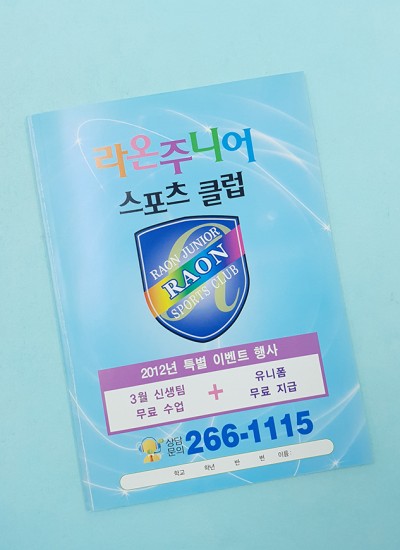 라온주니어
스포츠 클럽
RAON JUNIOR
RAON
SPORTS CLUB
2012년 특별 이벤트 행사
3월 신생팀
무료 수업
+
유니폼
무료 지급
상담
문의
266-1115
학교 학년 반 번 이름: